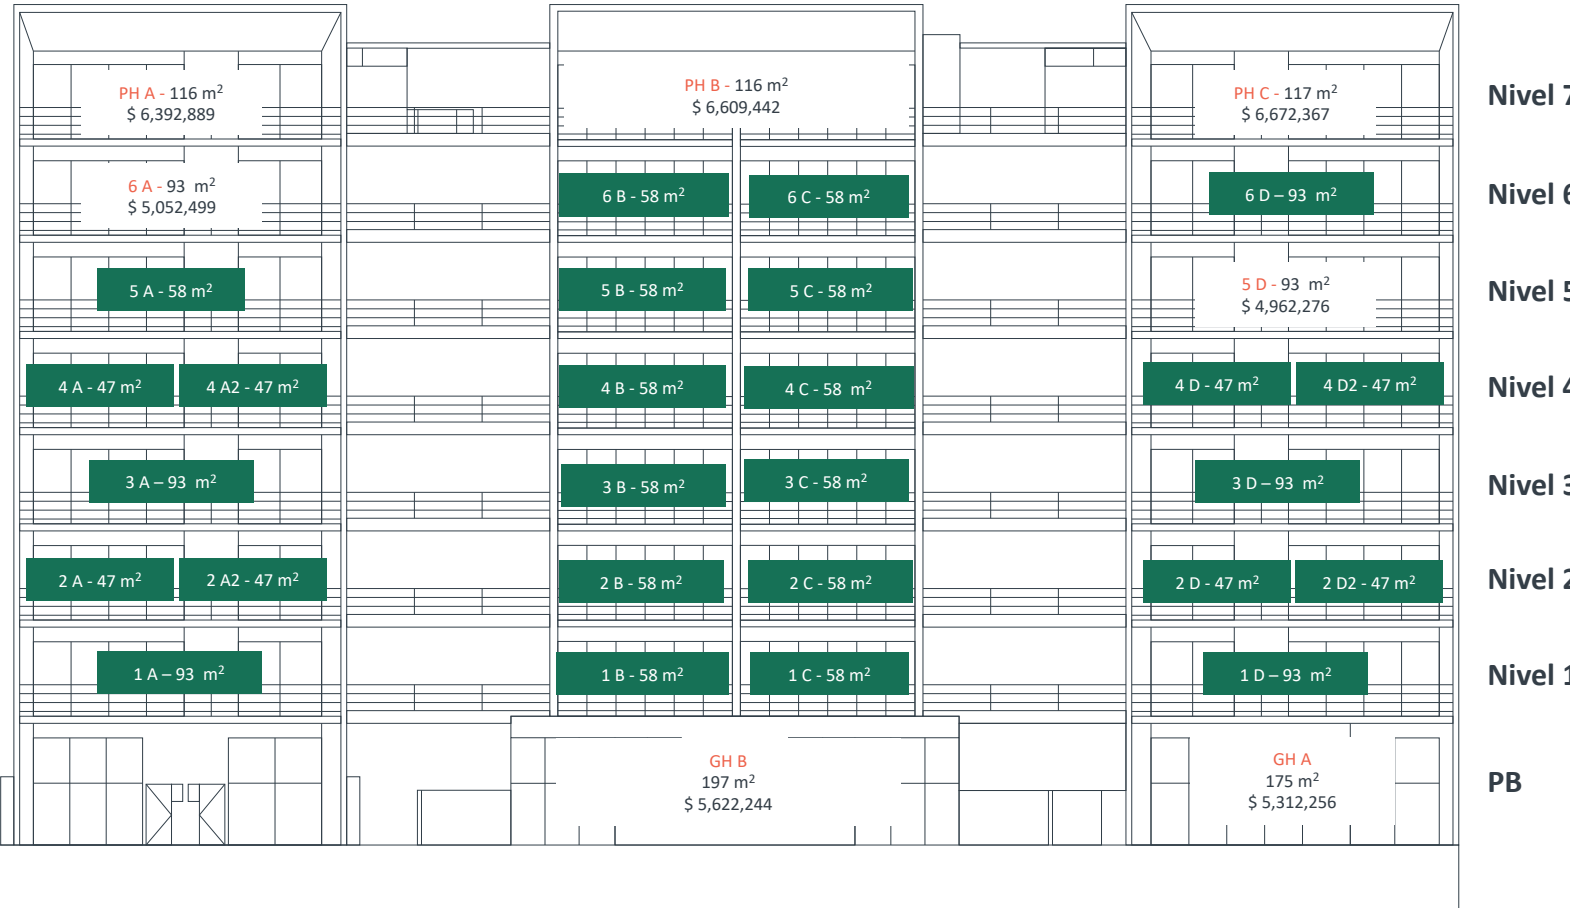 PH A - 116 m²
$ 6,392,889
PH B - 116 m²
$ 6,609,442
PH C - 117 m²
$ 6,672,367
Nivel 7
6 A - 93 m²
$ 5,052,499
6 B - 58 m²
6 C - 58 m²
6 D – 93 m²
Nivel 6
5 A - 58 m²
5 B - 58 m²
5 C - 58 m²
5 D - 93 m²
$ 4,962,276
Nivel 5
4 A - 47 m²
4 A2 - 47 m²
4 B - 58 m²
4 C - 58 m²
4 D - 47 m²
4 D2 - 47 m²
Nivel 4
3 A – 93 m²
3 B - 58 m²
3 C - 58 m²
3 D – 93 m²
Nivel 3
2 A - 47 m²
2 A2 - 47 m²
2 B - 58 m²
2 C - 58 m²
2 D - 47 m²
2 D2 - 47 m²
Nivel 2
1 A – 93 m²
1 B - 58 m²
1 C - 58 m²
1 D – 93 m²
Nivel 1
GH B
197 m²
$ 5,622,244
GH A
175 m²
$ 5,312,256
PB